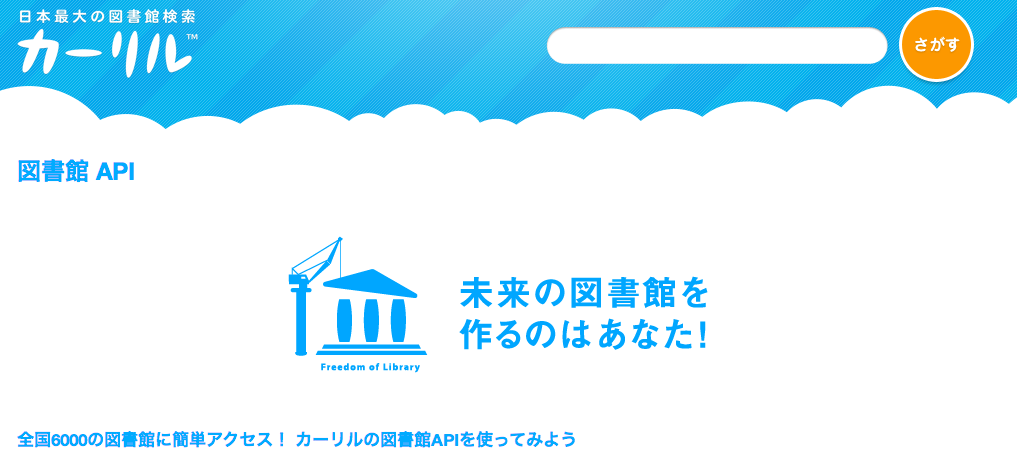 日本最大の図書館検索
カーリル™
さがす
図書館 API
未来の図書館を
作るのはあなた!
Freedom of Library
全国6000の図書館に簡単アクセス！ カーリルの図書館APIを使ってみよう